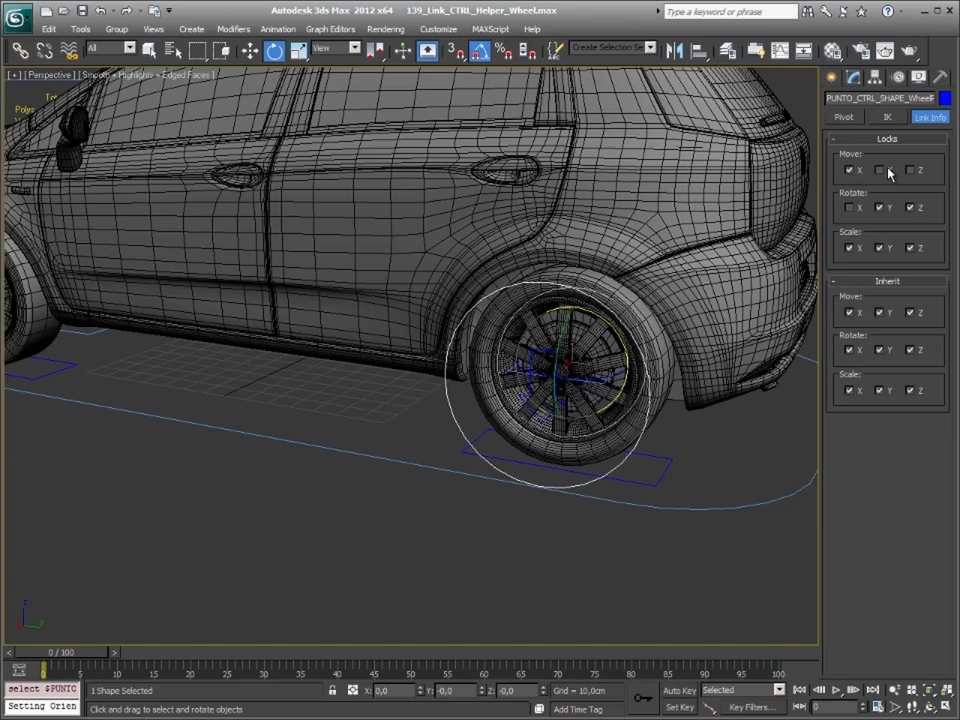 Autodesk 3ds Max 2012 x64 139_Link_CTRL_Helper_Wheel.max
Type a keyword or phrase
Edit Tools Group Views Create Modifiers Animation Graph Editors Rendering Customize MAXScript Help
All View 3 Create Selection Se
[ + ] [ Perspective ] [ Smooth + Highlights + Edged Faces ]
PUNTO_CTRL_SHAPE_WheelF
Pivot IK Link Info
- Locks
Move:
X Z
Rotate:
X Y Z
Scale:
X Y Z
- Inherit
Move:
X Y Z
Rotate:
X Y Z
Scale:
X Y Z
z
y
< 0 / 100 >
0 5 10 15 20 25 30 35 40 45 50 55 60 65 70 75 80 85 90 95 100
select $PUNTO 1 Shape Selected X: 0,0 Y: -0,0 Z: -0,0 Grid = 10,0cm Auto Key Selected
Setting Orien Click and drag to select and rotate objects Add Time Tag Set Key Key Filters... 0